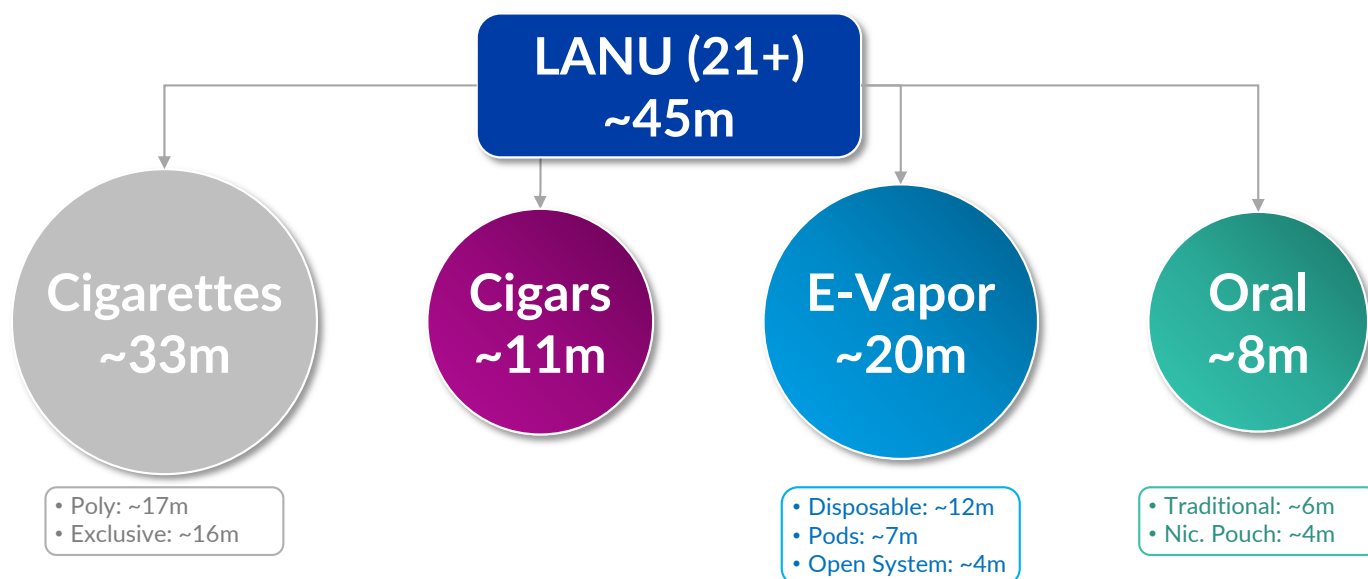 LANU (21+)
~45m
Cigarettes
~33m
Cigars
~11m
E-Vapor
~20m
Oral
~8m
• Poly: ~17m
• Exclusive: ~16m
• Disposable: ~12m
• Pods: ~7m
• Open System: ~4m
• Traditional: ~6m
• Nic. Pouch: ~4m